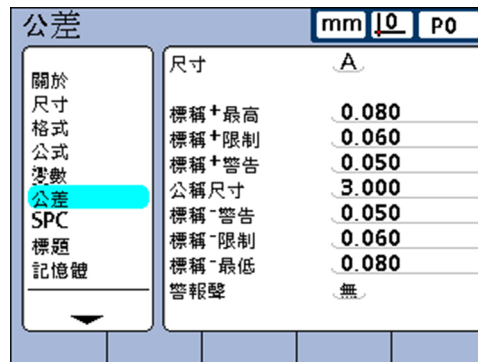 公差
mm 0 P0
關於
尺寸
格式
公式
變數
公差
SPC
標題
記憶體
尺寸 A
標稱+最高 0.080
標稱+限制 0.060
標稱+警告 0.050
公稱尺寸 3.000
標稱-警告 0.050
標稱-限制 0.060
標稱-最低 0.080
警報聲 無